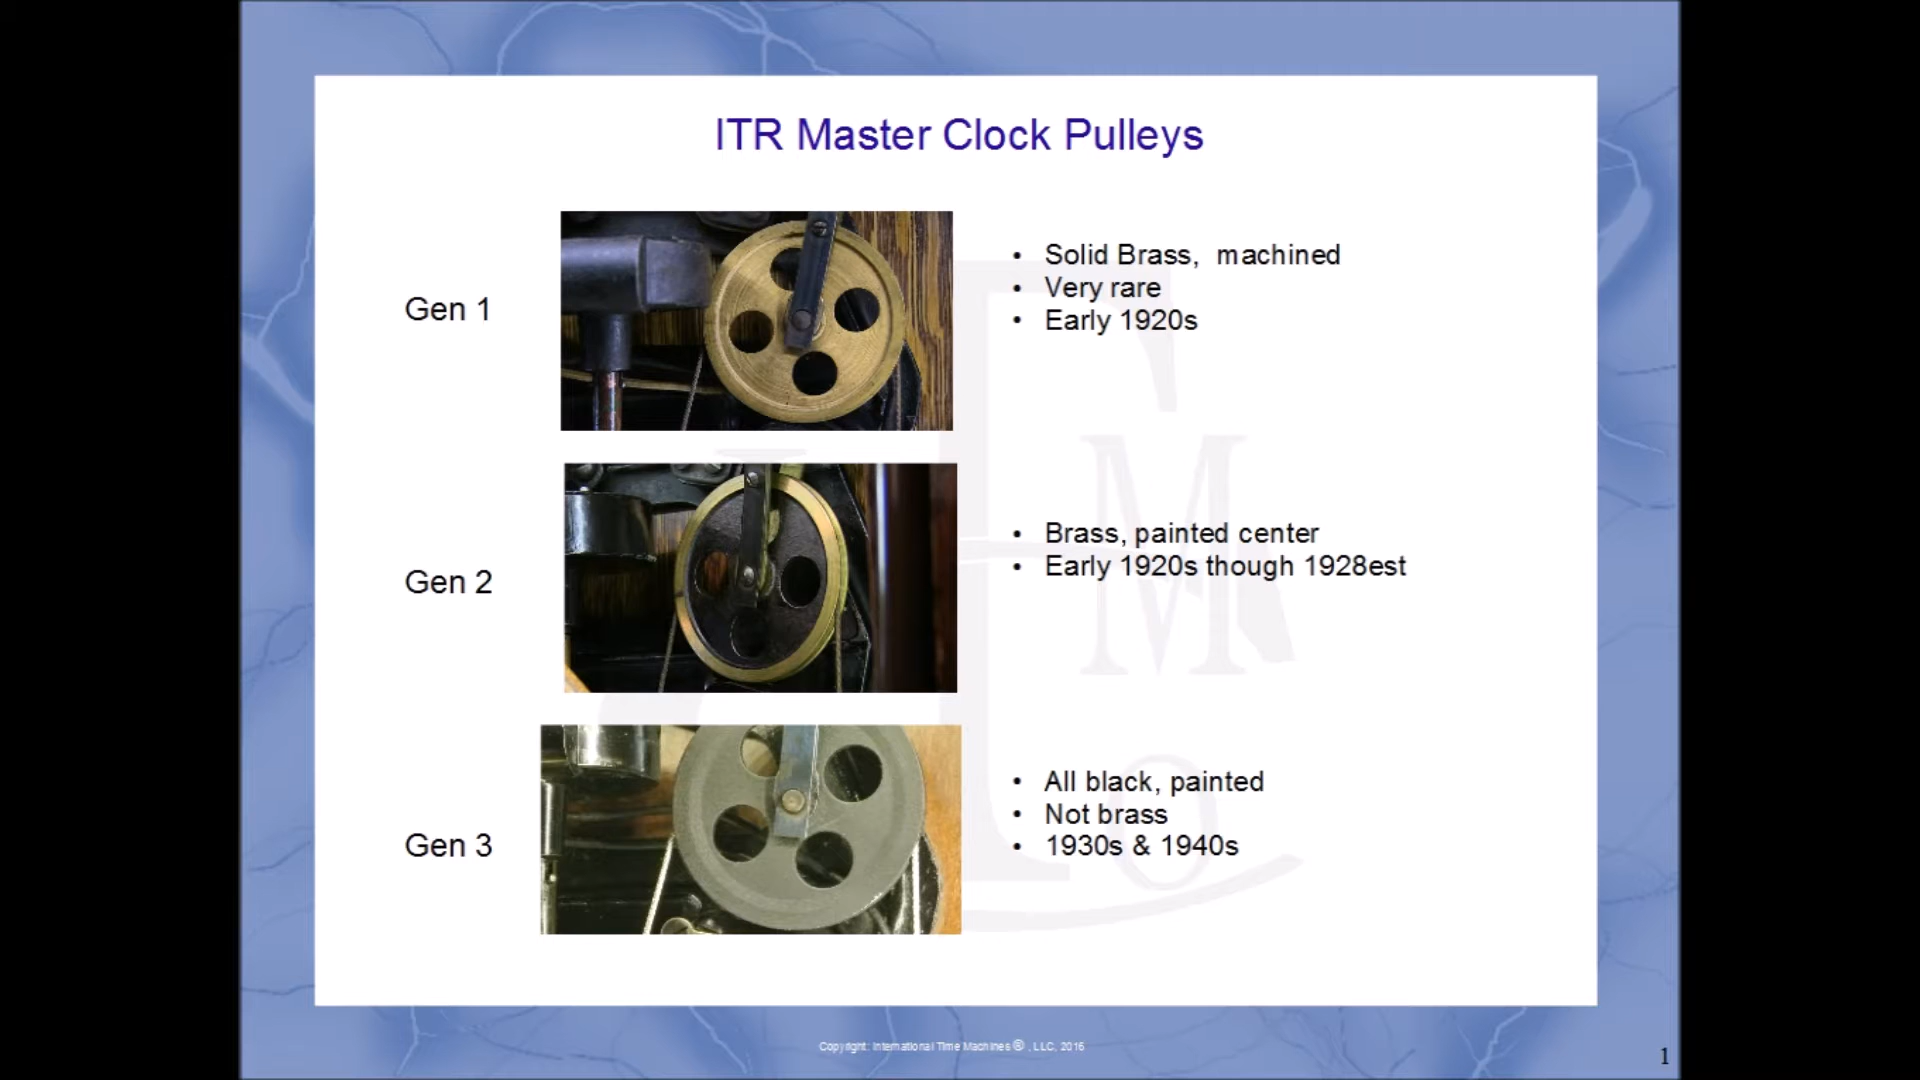 ITR Master Clock Pulleys
Gen 1
• Solid Brass, machined
• Very rare
• Early 1920s
Gen 2
• Brass, painted center
• Early 1920s though 1928est
Gen 3
• All black, painted
• Not brass
• 1930s & 1940s
Copyright: International Time Machines ® , LLC, 2016
1